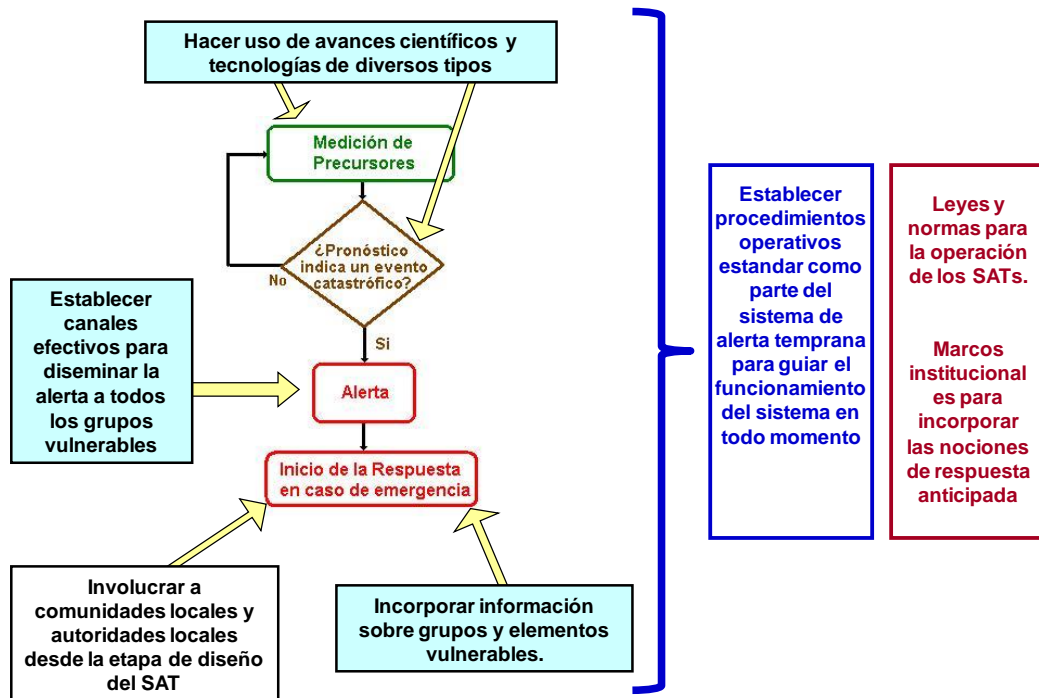 Hacer uso de avances científicos y
tecnologías de diversos tipos
Medición de
Precursores
¿Pronóstico
indica un evento
catastrófico?
No
Si
Establecer
canales
efectivos para
diseminar la
alerta a todos
los grupos
vulnerables
Alerta
Inicio de la Respuesta
en caso de emergencia
Involucrar a
comunidades locales y
autoridades locales
desde la etapa de diseño
del SAT
Incorporar información
sobre grupos y elementos
vulnerables.
Establecer
procedimientos
operativos
estandar como
parte del
sistema de
alerta temprana
para guiar el
funcionamiento
del sistema en
todo momento
Leyes y
normas para
la operación
de los SATs.
Marcos
institucional
es para
incorporar
las nociones
de respuesta
anticipada